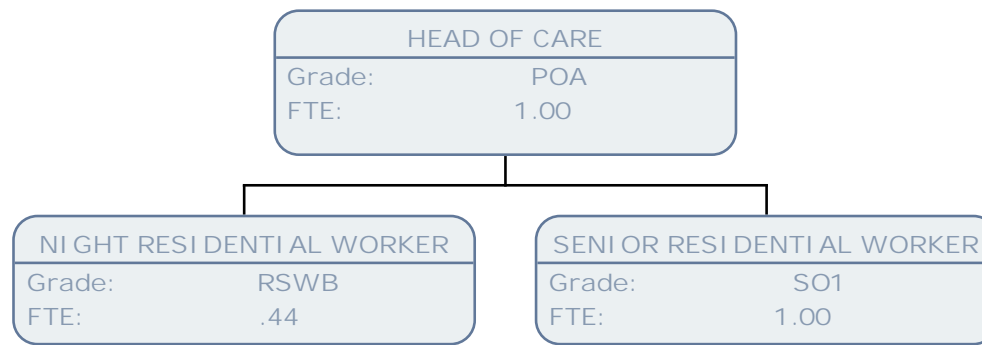 HEAD OF CARE
Grade: POA
FTE: 1.00
NIGHT RESIDENTIAL WORKER
Grade: RSWB
FTE: .44
SENIOR RESIDENTIAL WORKER
Grade: SO1
FTE: 1.00